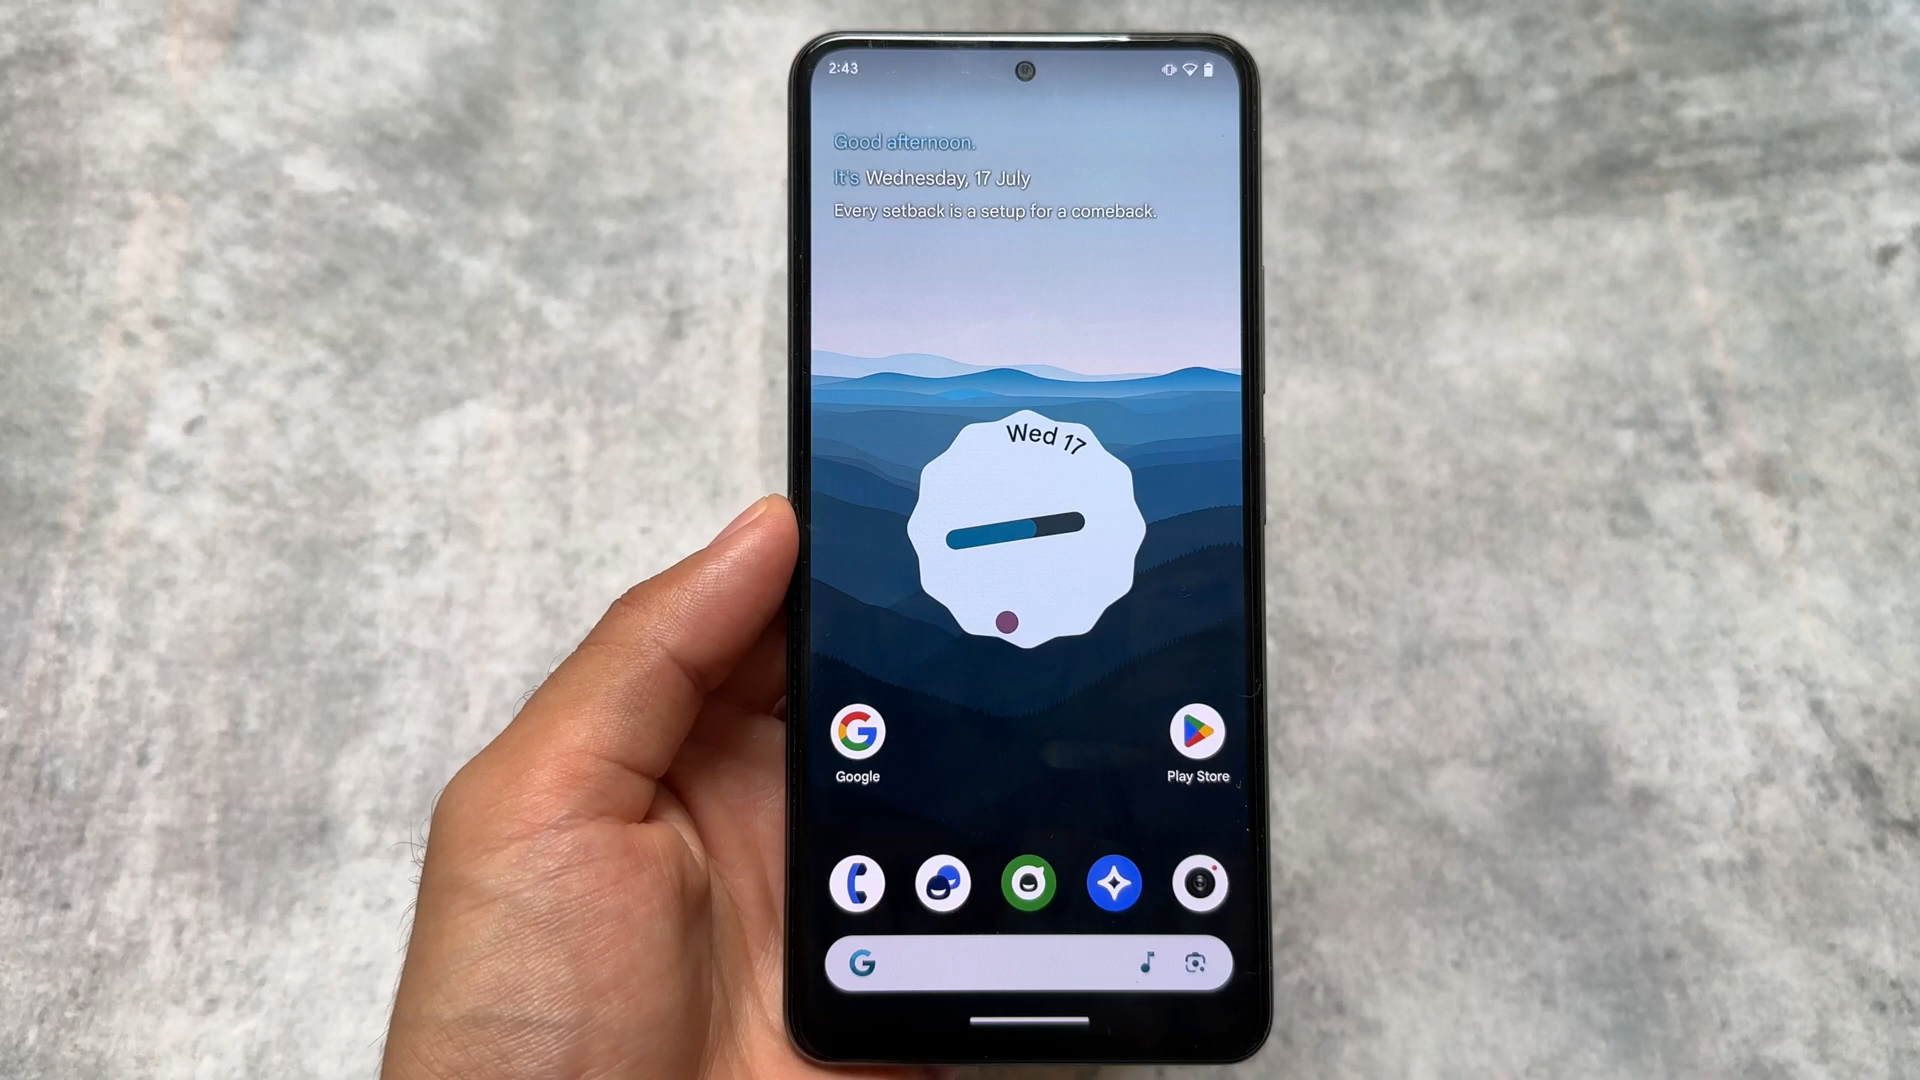 2:43
Good afternoon.
It's Wednesday, 17 July
Every setback is a setup for a comeback.
Wed 17
Google
Play Store